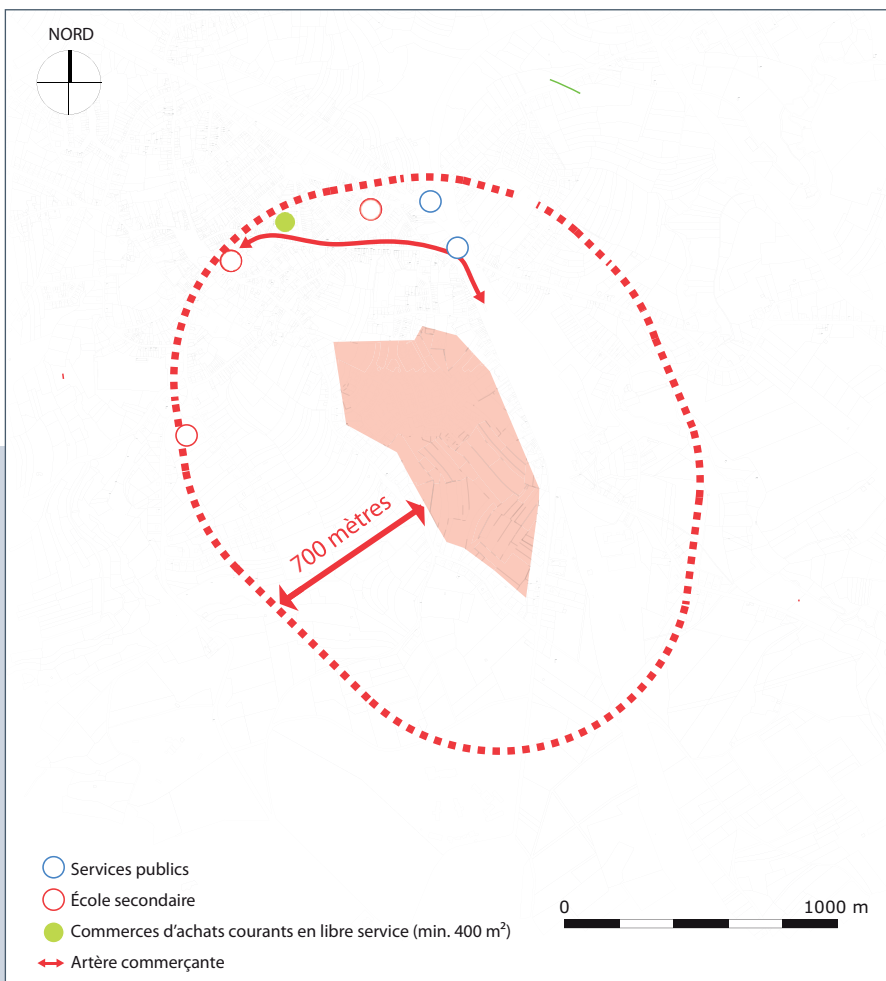 NORD
700 mètres
Services publics
École secondaire
Commerces d'achats courants en libre service (min. 400 m²)
Artère commerçante
0 1000 m